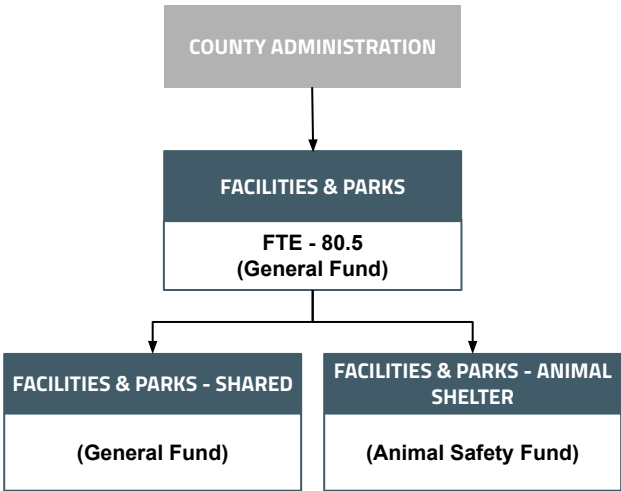 COUNTY ADMINISTRATION
FACILITIES & PARKS
FTE - 80.5
(General Fund)
FACILITIES & PARKS - SHARED
(General Fund)
FACILITIES & PARKS - ANIMAL
SHELTER
(Animal Safety Fund)